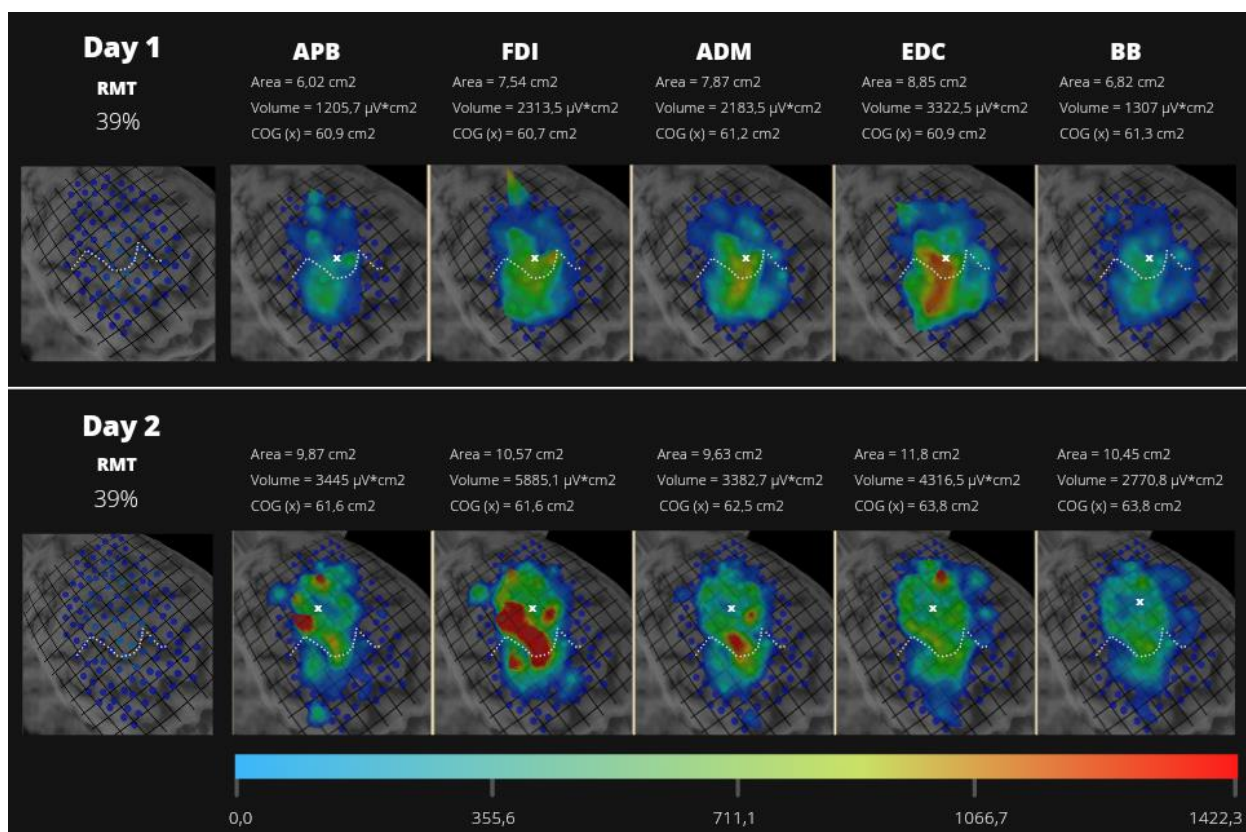 Day 1
RMT
39%
APB FDI ADM EDC BB
Area = 6,02 cm2 Area = 7,54 cm2 Area = 7,87 cm2 Area = 8,85 cm2 Area = 6,82 cm2
Volume = 1205,7 µV*cm2 Volume = 2313,5 µV*cm2 Volume = 2183,5 µV*cm2 Volume = 3322,5 µV*cm2 Volume = 1307 µV*cm2
COG (x) = 60,9 cm2 COG (x) = 60,7 cm2 COG (x) = 61,2 cm2 COG (x) = 60,9 cm2 COG (x) = 61,3 cm2
Day 2
RMT
39%
Area = 9,87 cm2 Area = 10,57 cm2 Area = 9,63 cm2 Area = 11,8 cm2 Area = 10,45 cm2
Volume = 3445 µV*cm2 Volume = 5885,1 µV*cm2 Volume = 3382,7 µV*cm2 Volume = 4316,5 µV*cm2 Volume = 2770,8 µV*cm2
COG (x) = 61,6 cm2 COG (x) = 61,6 cm2 COG (x) = 62,5 cm2 COG (x) = 63,8 cm2 COG (x) = 63,8 cm2
0,0 355,6 711,1 1066,7 1422,3